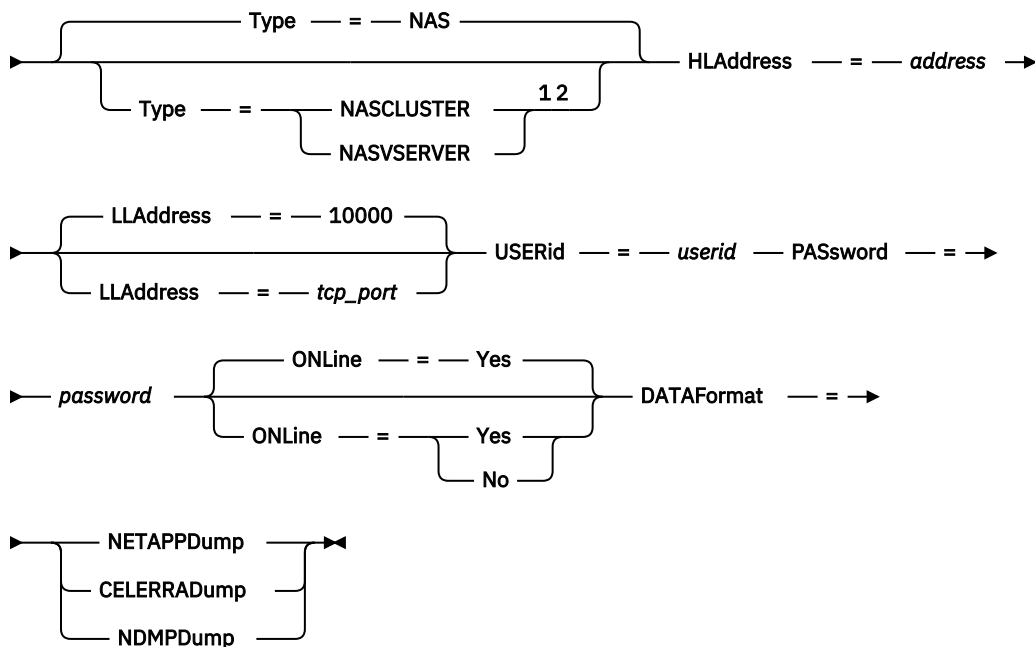 Type = NAS
HLAddress = address
Type = NASCLUSTER 1 2
NASVSERVER
LLAddress = 10000
USERid = userid PASsword =
LLAddress = tcp_port
ONLine = Yes
password DATAFormat =
ONLine = Yes
No
NETAPPDump
CELERRADump
NDMPDump